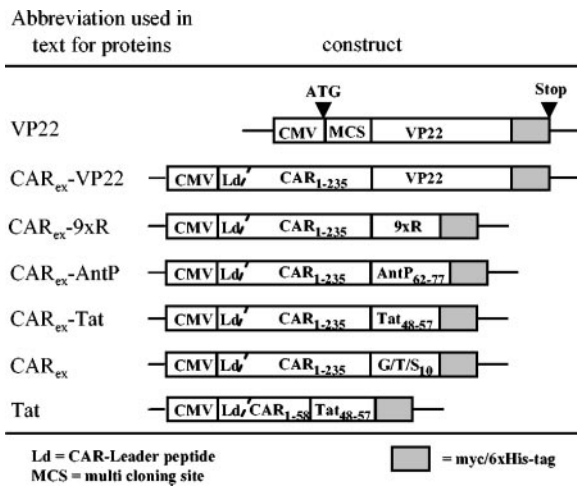 Abbreviation used in
text for proteins
construct
ATG
Stop
VP22
CMV MCS VP22
CARex-VP22
CMV Ld, CAR1-235 VP22
CARex-9xR
CMV Ld, CAR1-235 9xR
CARex-AntP
CMV Ld, CAR1-235 AntP62-77
CARex-Tat
CMV Ld, CAR1-235 Tat48-57
CARex
CMV Ld, CAR1-235 G/T/S10
Tat
CMV Ld, CAR1-58 Tat48-57
Ld = CAR-Leader peptide
MCS = multi cloning site
= myc/6xHis-tag